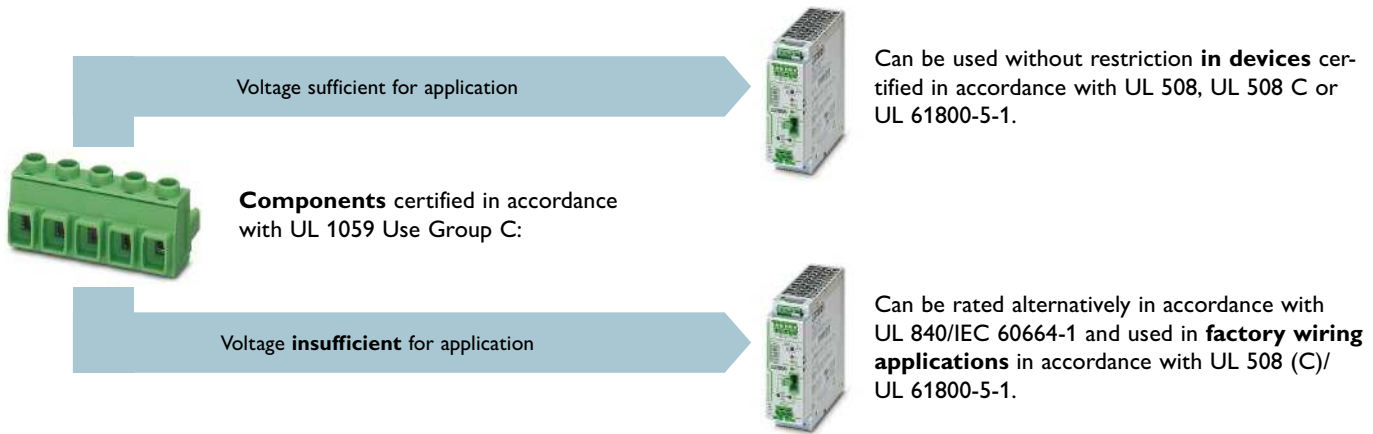 Voltage sufficient for application
Can be used without restriction in devices cer-
tified in accordance with UL 508, UL 508 C or
UL 61800-5-1.
Components certified in accordance
with UL 1059 Use Group C:
Voltage insufficient for application
Can be rated alternatively in accordance with
UL 840/IEC 60664-1 and used in factory wiring
applications in accordance with UL 508 (C)/
UL 61800-5-1.